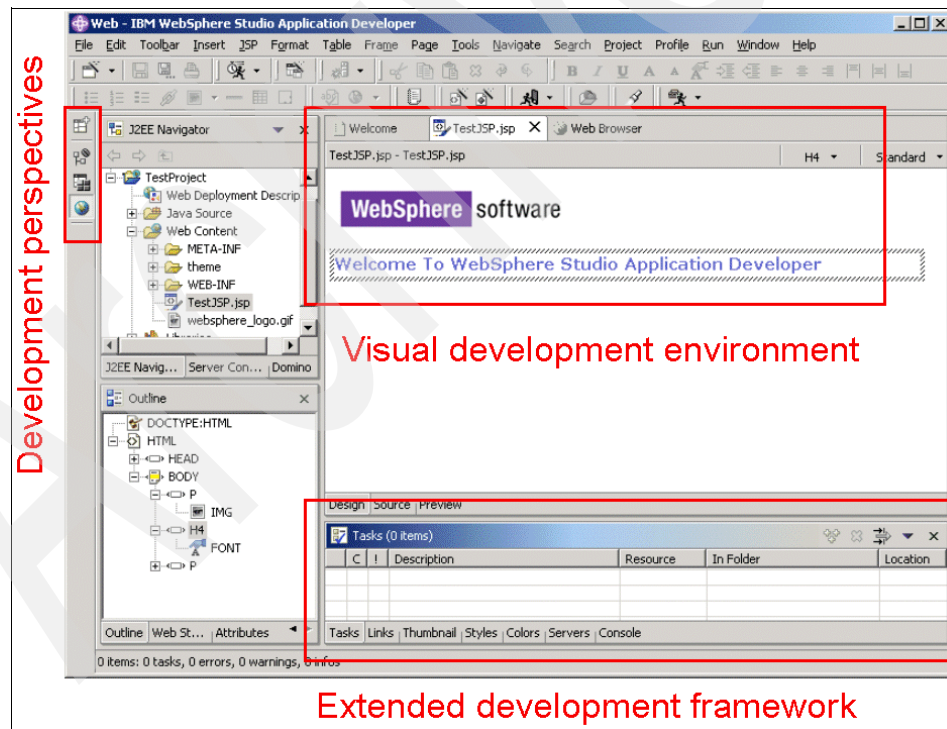 Web - IBM WebSphere Studio Application Developer
File Edit Toolbar Insert JSP Format Table Frame Page Tools Navigate Search Project Profile Run Window Help
B I U A A
Development perspectives
J2EE Navigator
TestProject
Web Deployment Descrip
Java Source
Web Content
META-INF
theme
WEB-INF
TestJSP.jsp
websphere_logo.gif
J2EE Navig... Server Con... Domino
Outline
DOCTYPE:HTML
HTML
HEAD
BODY
P
IMG
H4
FONT
P
Outline Web St... Attributes
Welcome TestJSP.jsp Web Browser
TestJSP.jsp - TestJSP.jsp H4 Standard
WebSphere software
Welcome To WebSphere Studio Application Developer
Visual development environment
Design Source Preview
Tasks (0 items)
C ! Description Resource In Folder Location
Tasks Links Thumbnail Styles Colors Servers Console
0 items: 0 tasks, 0 errors, 0 warnings, 0 infos
Extended development framework